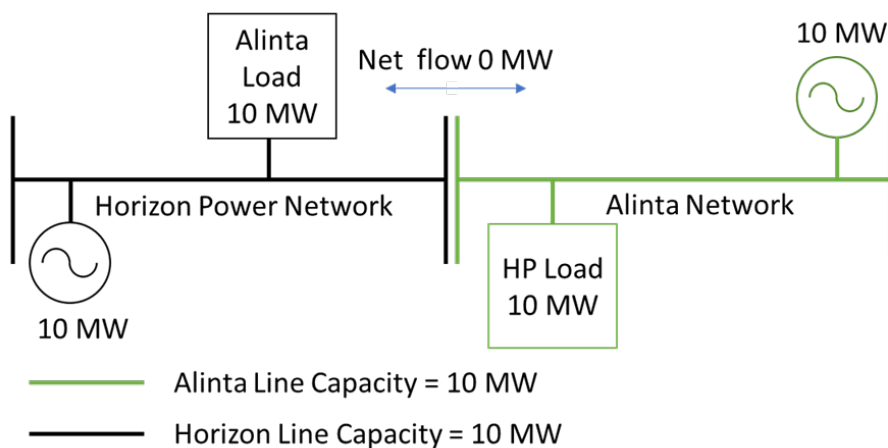 Alinta
Load
10 MW
Net flow 0 MW
10 MW
Horizon Power Network
Alinta Network
10 MW
HP Load
10 MW
Alinta Line Capacity = 10 MW
Horizon Line Capacity = 10 MW